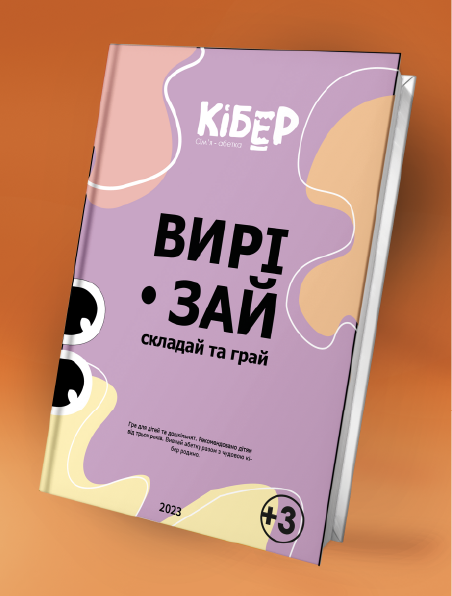 КІБЕР
Сім'я - абетка
ВИРІ
• ЗАЙ
складай та грай
Гра для дітей та дошкільнят. Рекомендовано дітям
від трьох років. Вивчай абетку разом з чудовою кі-
бер родиною.
2023
+3